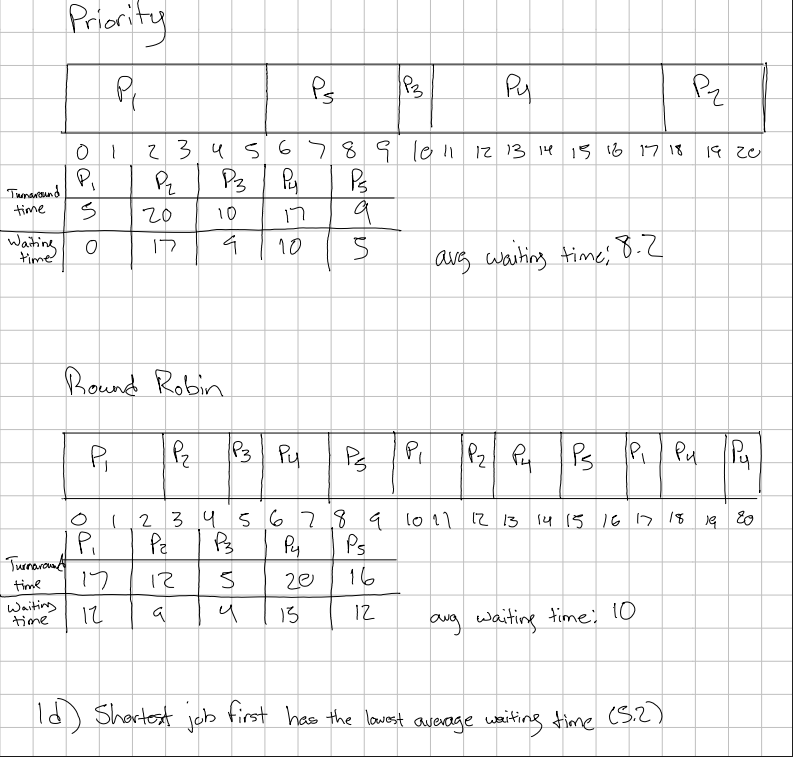 Priority
P1 P5 P3 P4 P2
0 1 2 3 4 5 6 7 8 9 10 11 12 13 14 15 16 17 18 19 20
P1 P2 P3 P4 P5
Turnaround time 5 20 10 17 9
Waiting time 0 17 9 10 5
avg waiting time: 8.2
Round Robin
P1 P2 P3 P4 P5 P1 P2 P4 P5 P1 P4 P4
0 1 2 3 4 5 6 7 8 9 10 11 12 13 14 15 16 17 18 19 20
P1 P2 P3 P4 P5
Turnaround time 17 12 5 20 16
Waiting time 12 9 4 13 12
avg waiting time: 10
1d) Shortest job first has the lowest average waiting time (5.2)